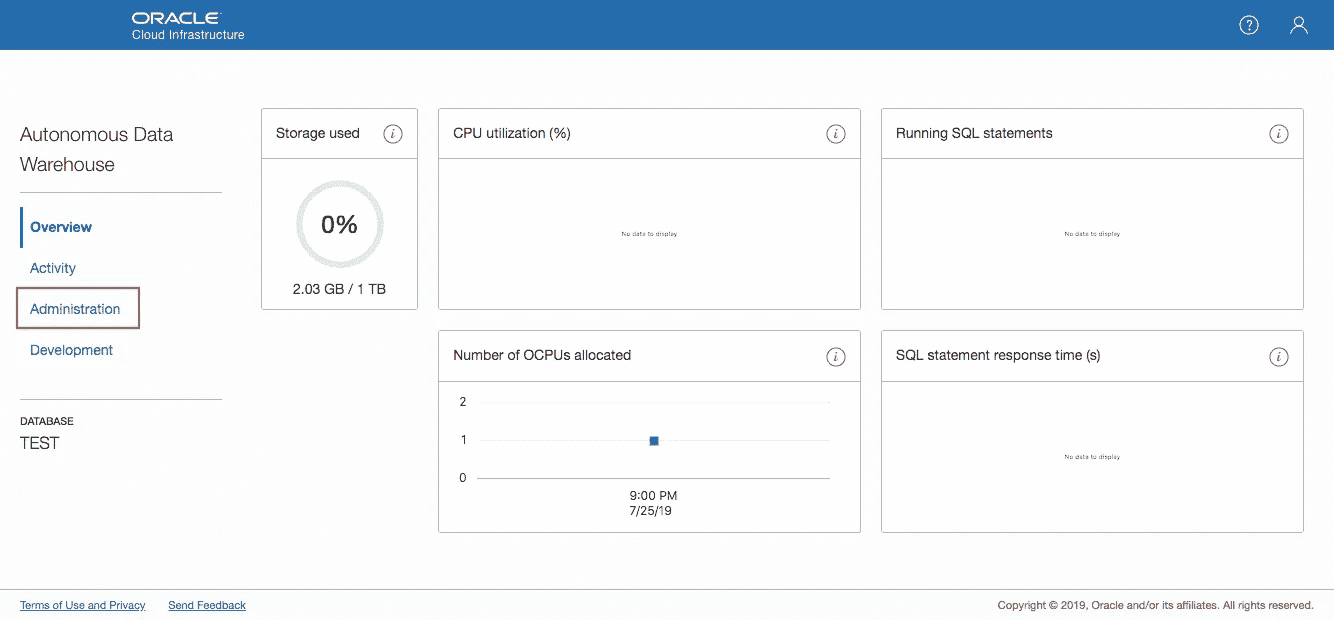 ORACLE
Cloud Infrastructure
Autonomous Data
Warehouse
Overview
Activity
Administration
Development
DATABASE
TEST
Storage used
0%
2.03 GB / 1 TB
CPU utilization (%)
No data to display
Running SQL statements
No data to display
Number of OCPUs allocated
2
1
0
9:00 PM
7/25/19
SQL statement response time (s)
No data to display
Terms of Use and Privacy
Send Feedback
Copyright © 2019, Oracle and/or its affiliates. All rights reserved.